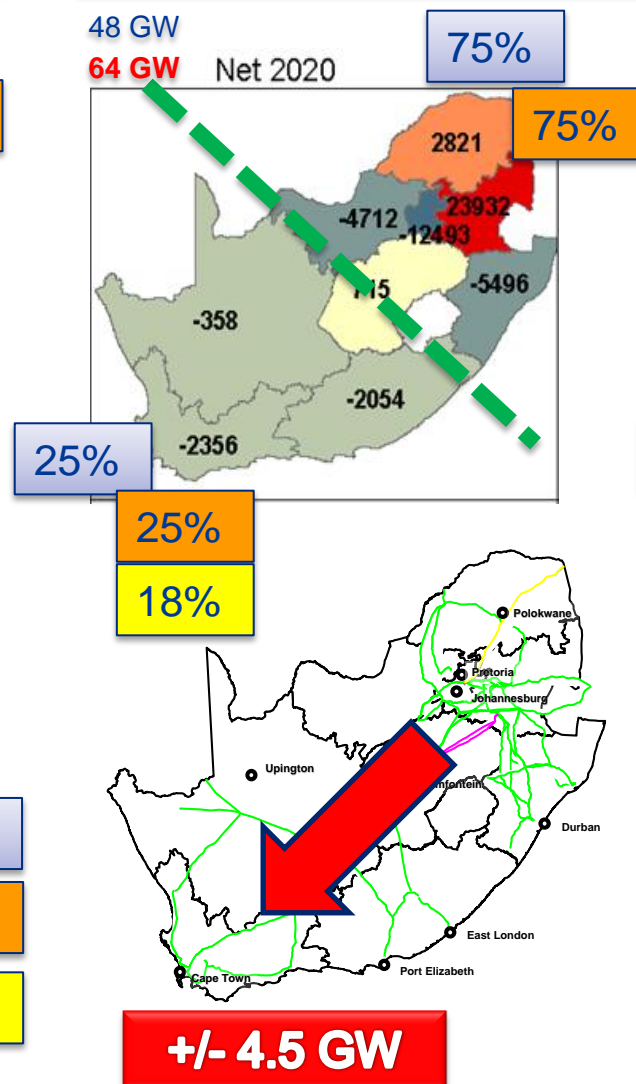 48 GW
64 GW
Net 2020
75%
75%
2821
-4712
23932
-12493
715
-5496
-358
-2054
-2356
25%
25%
18%
Polokwane
Pretoria
Johannesburg
Upington
Durban
East London
Port Elizabeth
Cape Town
+/- 4.5 GW